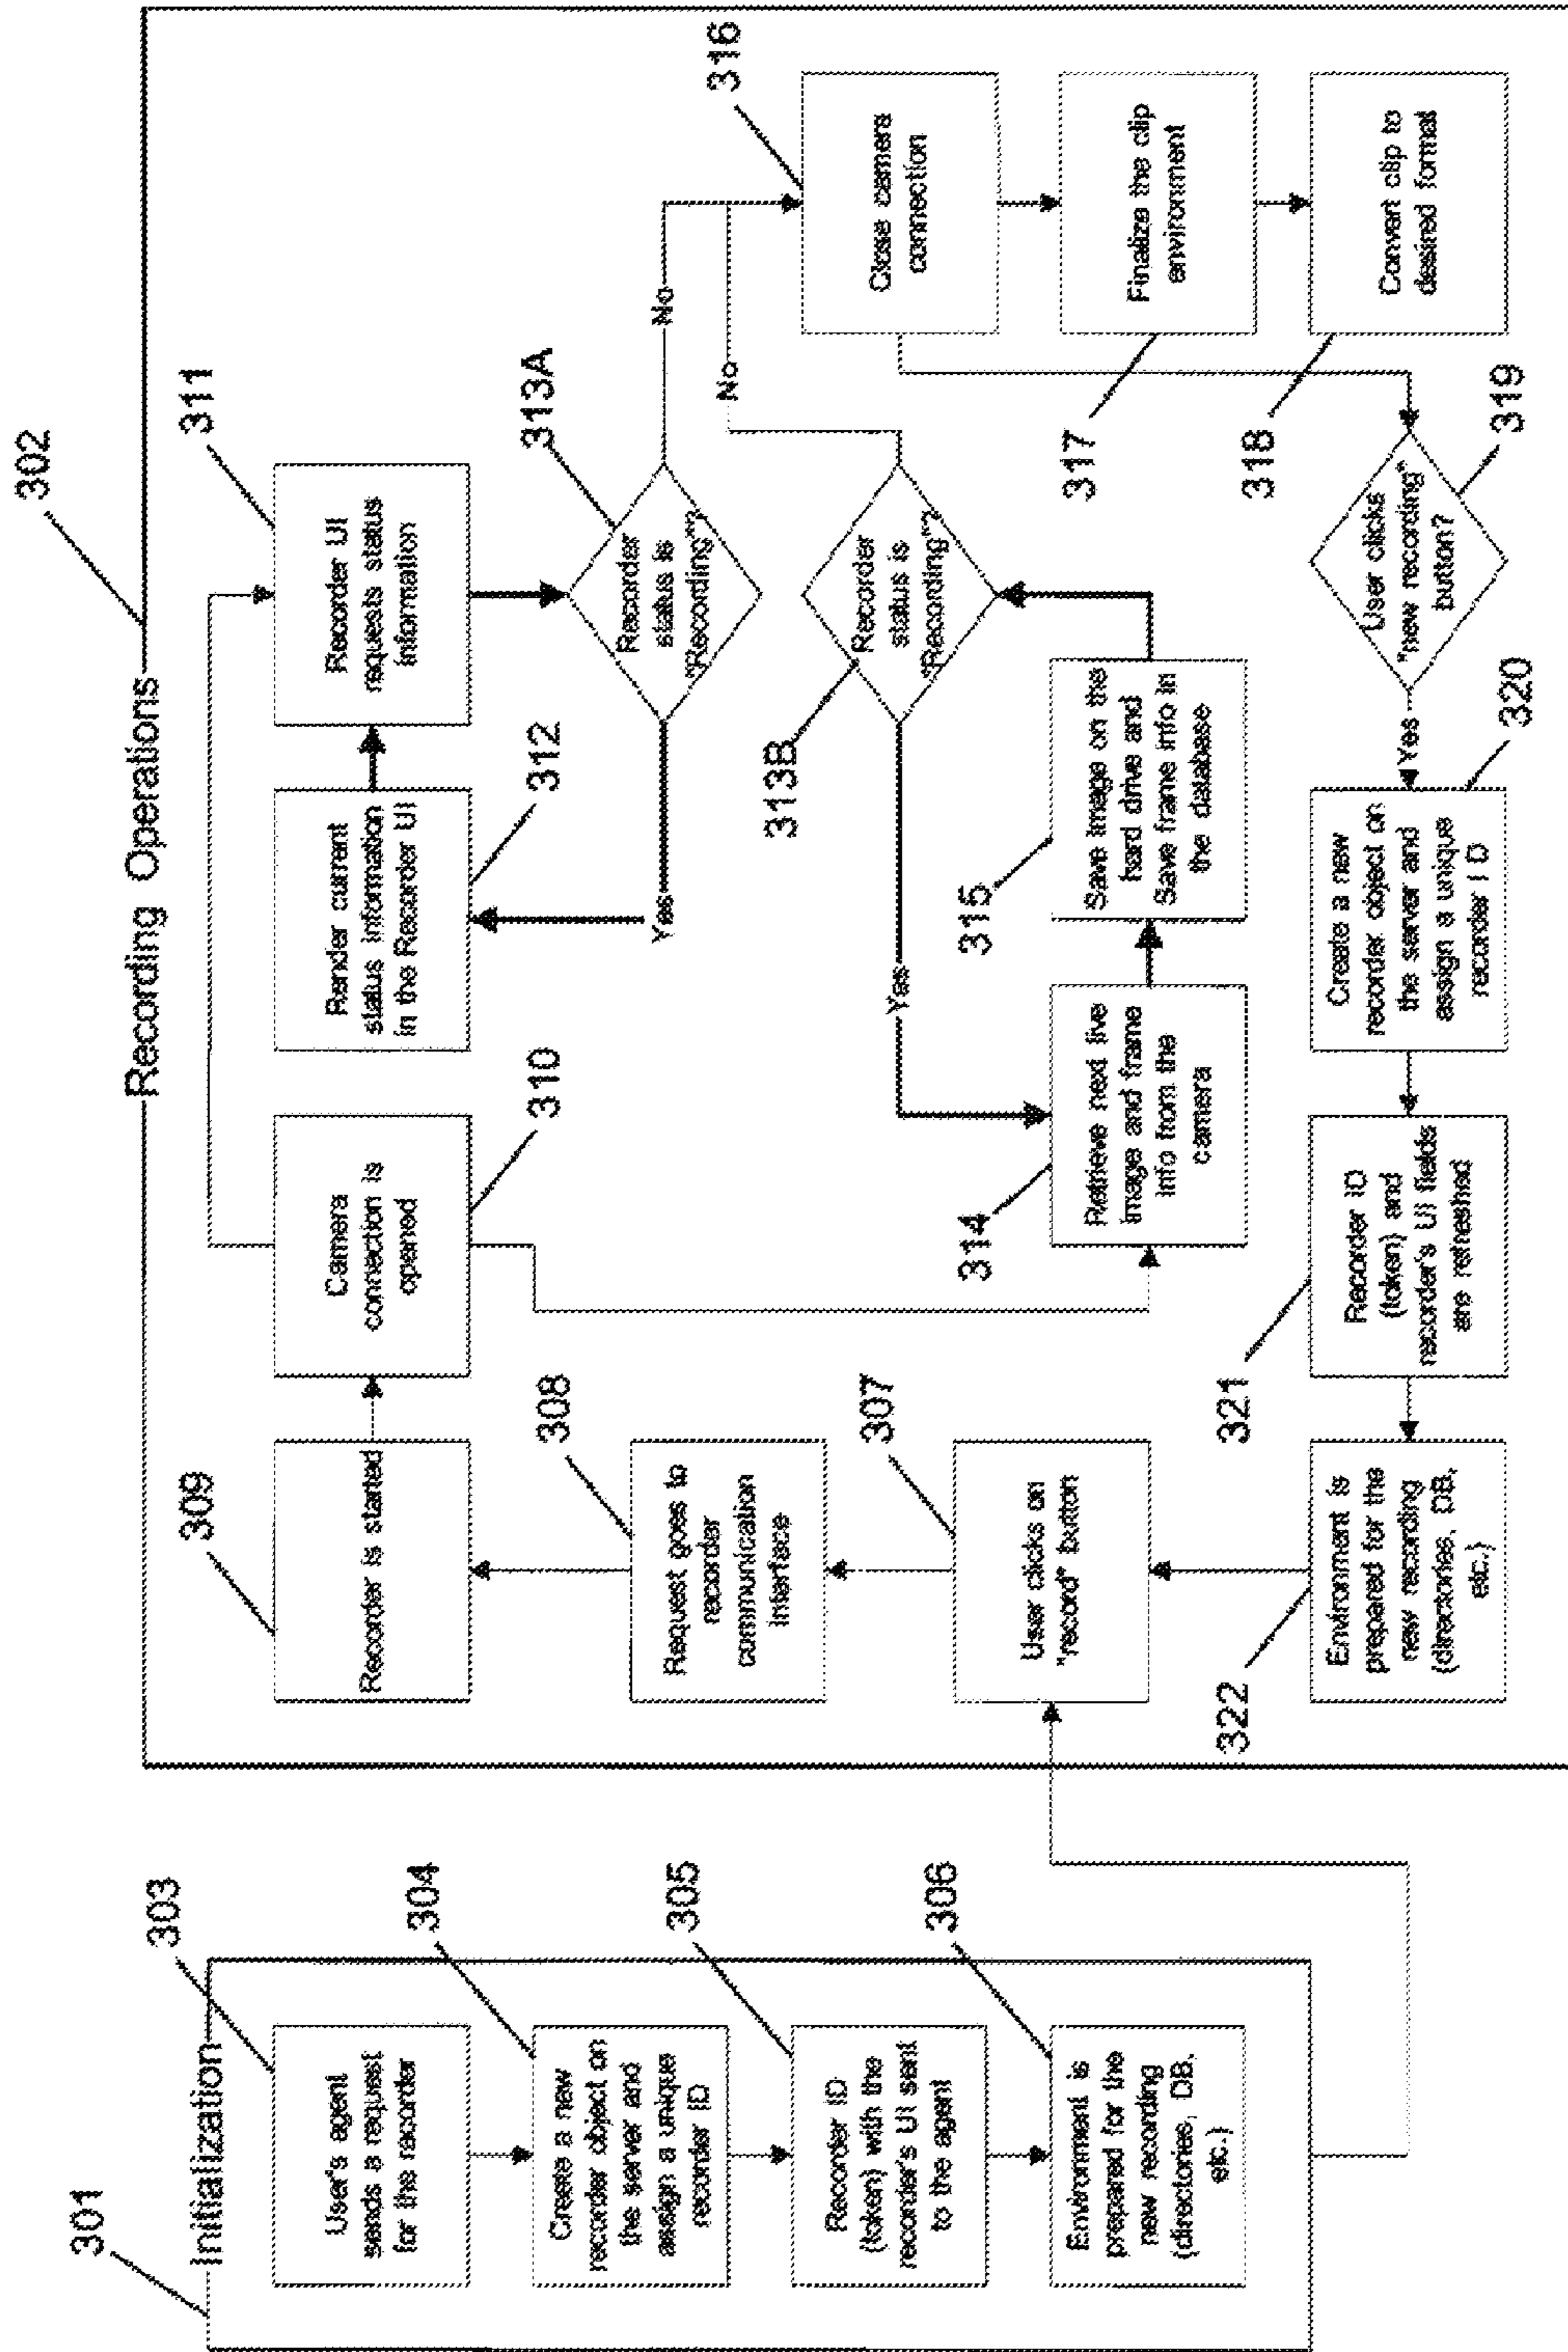 301
Initialization
303
User's agent
sends a request
for the recorder
304
Create a new
recorder object on
the server and
assign a unique
recorder ID
305
Recorder ID
(token) with the
recorder's UI sent
to the agent
306
Environment is
prepared for the
new recording
(directories, DB,
etc.)
302
Recording Operations
309
Recorder is started
308
Request goes to
recorder
communication
interface
307
User clicks on
"record" button
322
Environment is
prepared for the
new recording
(directories, DB,
etc.)
310
Camera
connection is
opened
321
Recorder ID
(token) and
recorder's UI fields
are refreshed
312
Render current
status information
in the Recorder UI
314
Retrieve next live
image and frame
info from the
camera
320
Create a new
recorder object on
the server and
assign a unique
recorder ID
311
Recorder UI
requests status
information
313A
Recorder
status is
"Recording"?
Yes
No
313B
Recorder
status is
"Recording"?
Yes
No
315
Save image on the
hard drive and
Save frame info in
the database
319
User clicks
"new recording"
button?
Yes
316
Close camera
connection
317
Finalize the clip
environment
318
Convert clip to
desired format